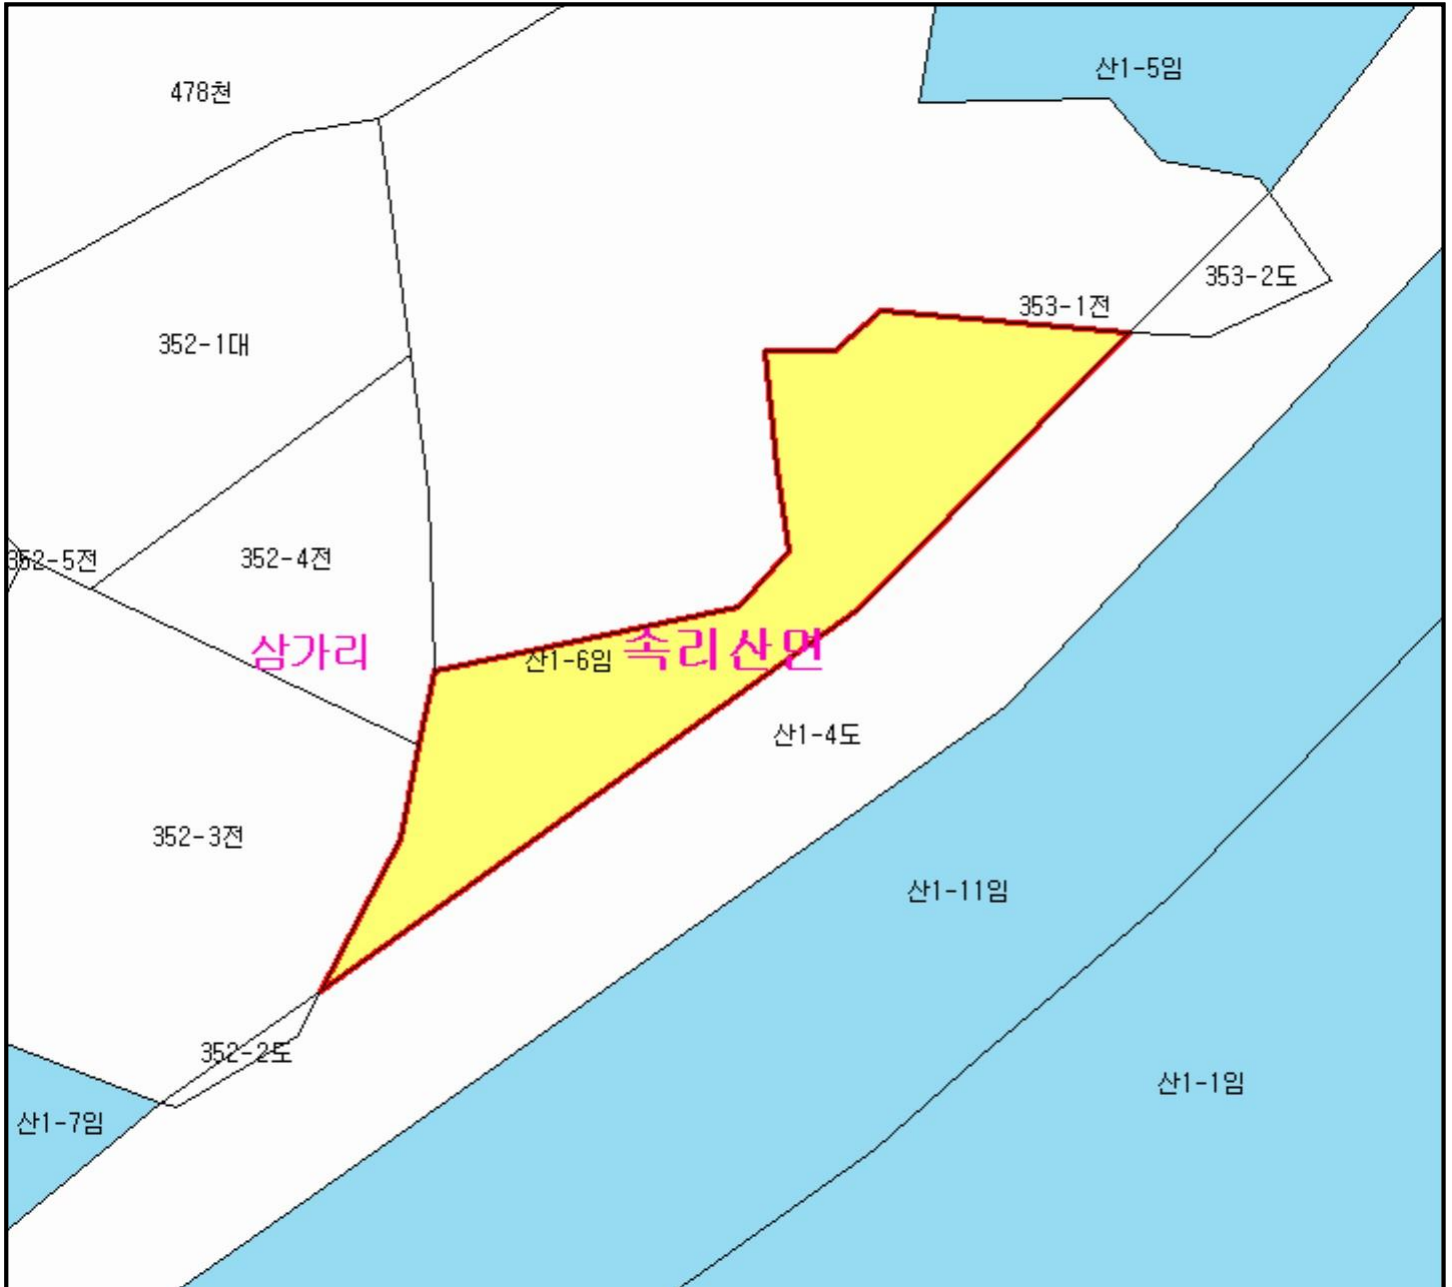 산1-5임
478천
353-2도
353-1전
352-1대
352-5전
352-4전
삼가리
속리산면
산1-6임
산1-4도
352-3전
산1-11임
352-2도
산1-1임
산1-7임